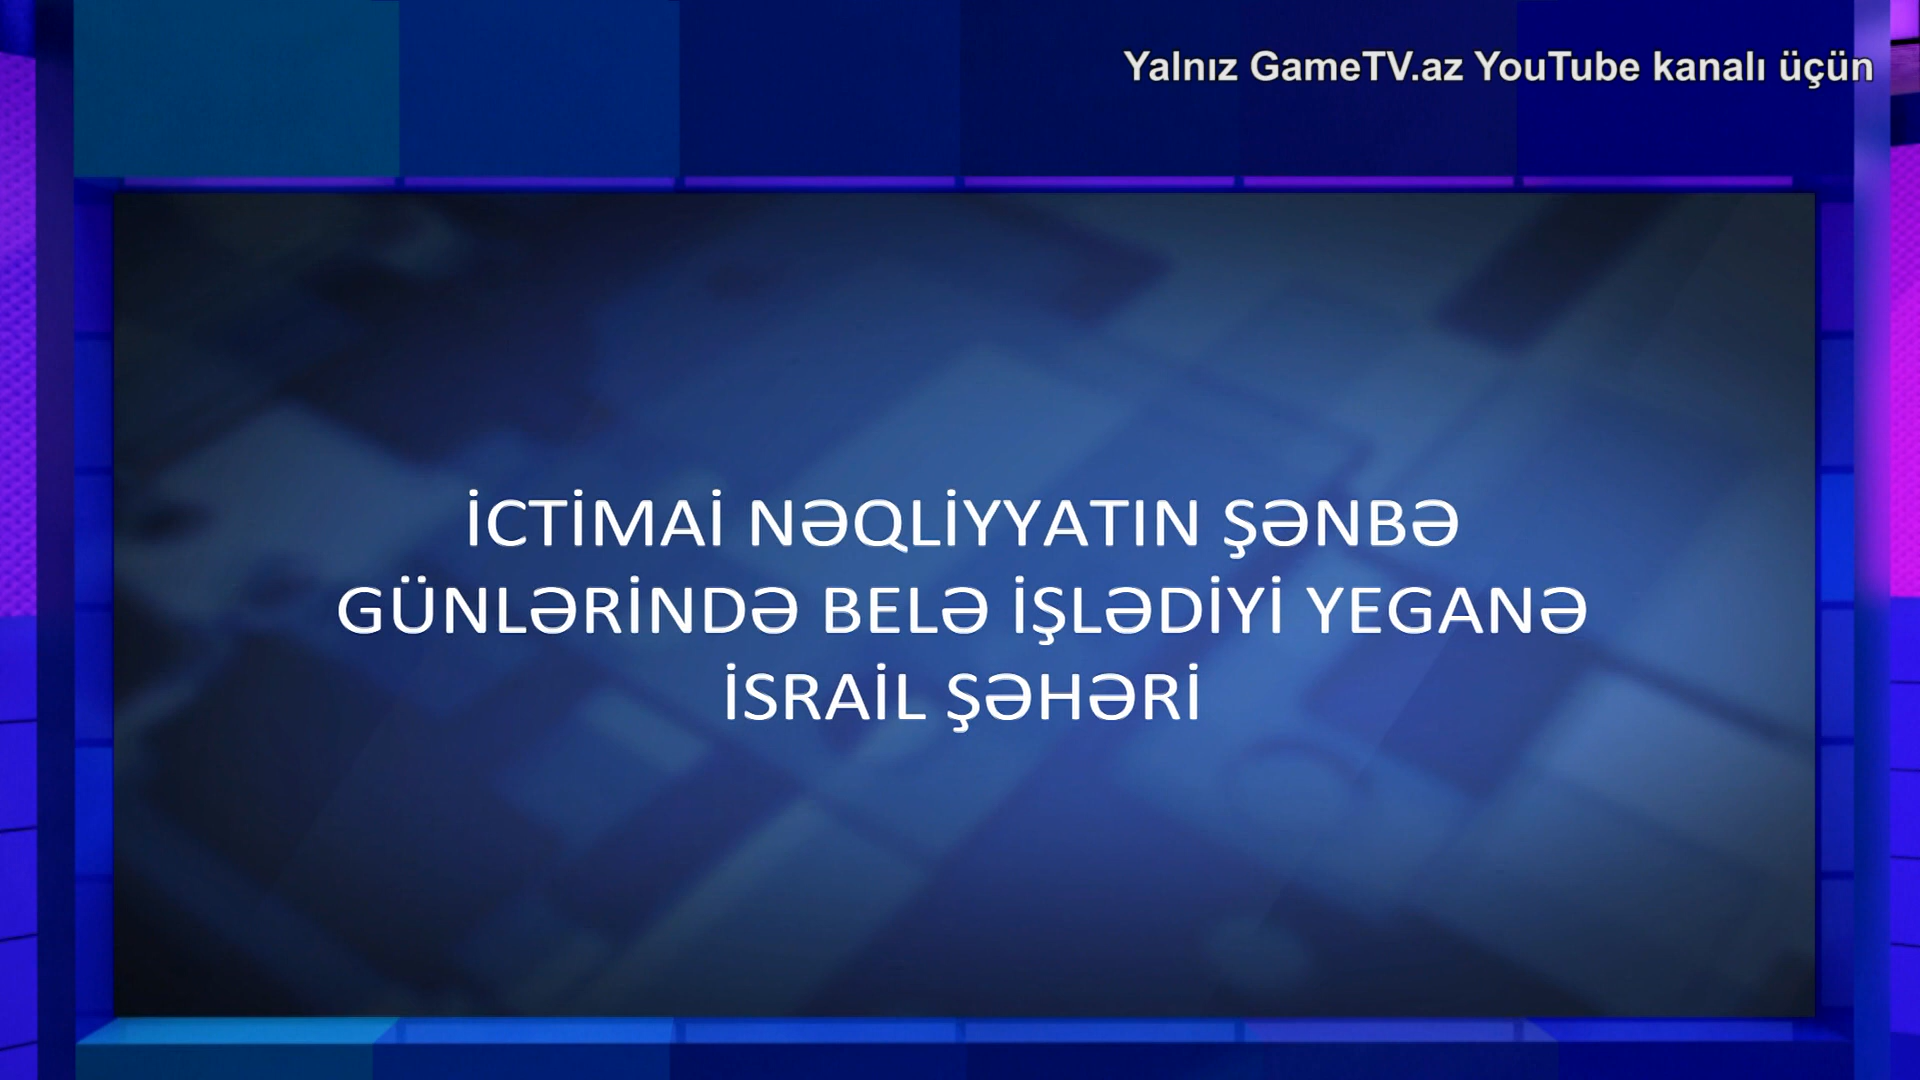 Yalnız GameTV.az YouTube kanalı üçün
İCTİMAİ NƏQLİYYATIN ŞƏNBƏ
GÜNLƏRİNDƏ BELƏ İŞLƏDİYİ YEGANƏ
İSRAİL ŞƏHƏRİ